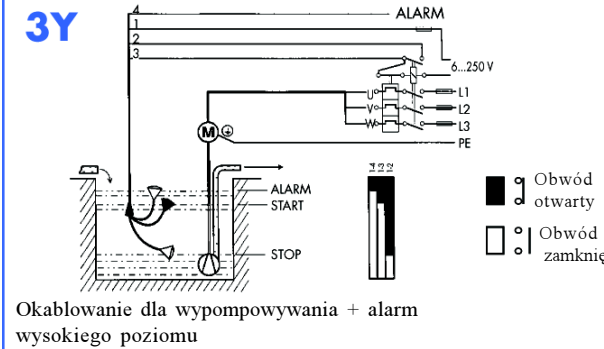 3Y
4
ALARM
1
2
3
6...250 V
U
L1
V
L2
W
L3
M
PE
ALARM
START
STOP
Obwód
otwarty
Obwód
zamknię
Okablowanie dla wypompowywania + alarm
wysokiego poziomu